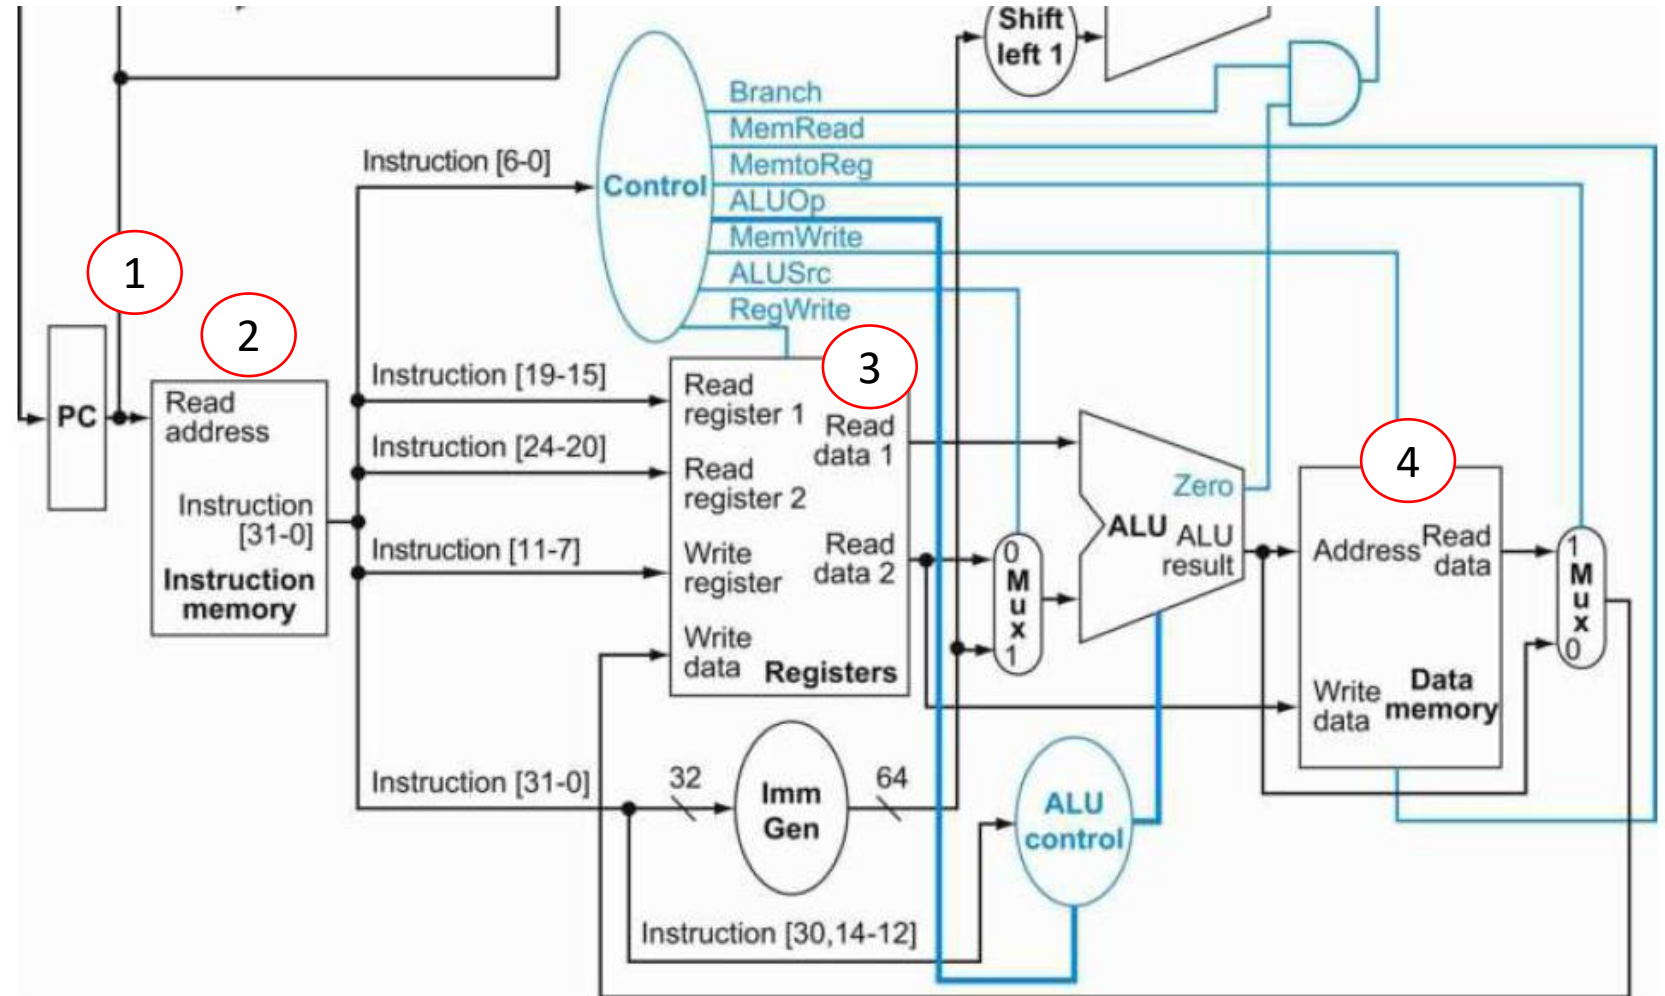 Shift
left 1
Branch
MemRead
MemtoReg
ALUOp
MemWrite
ALUSrc
RegWrite
Control
Instruction [6-0]
1
2
3
4
PC
Read
address
Instruction
[31-0]
Instruction
memory
Instruction [19-15]
Instruction [24-20]
Instruction [11-7]
Instruction [31-0]
Read
register 1
Read
register 2
Write
register
Write
data
Read
data 1
Read
data 2
Registers
0
M
u
x
1
Zero
ALU
ALU
result
Address
Read
data
Write
data
Data
memory
1
M
u
x
0
32
Imm
Gen
64
ALU
control
Instruction [30,14-12]